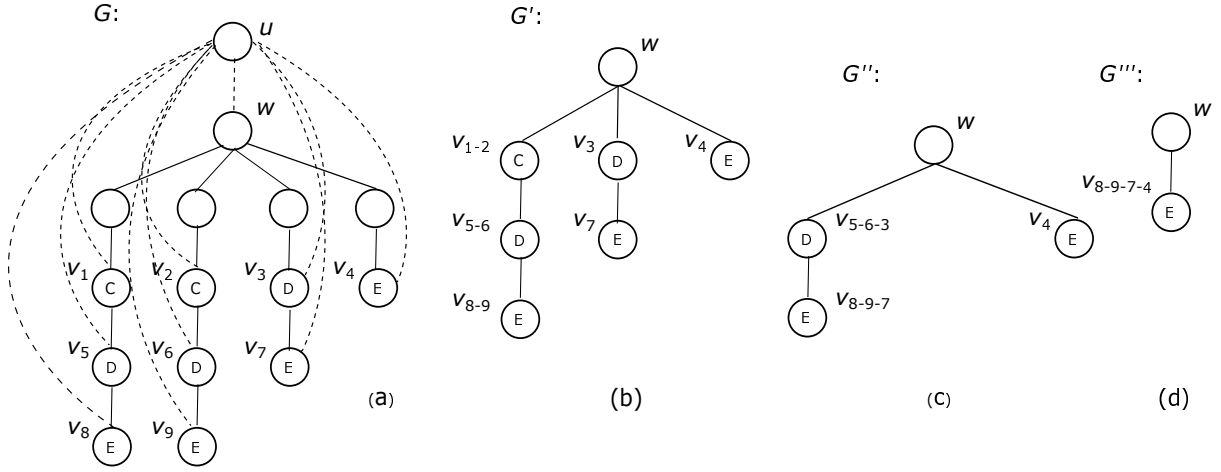 G:
u
w
v1 C
v2 C
v3 D
v4 E
v5 D
v6 D
v7 E
v8 E
v9 E
(a)
G':
w
v1-2 C
v3 D
v4 E
v5-6 D
v7 E
v8-9 E
(b)
G'':
w
D v5-6-3
v4 E
E v8-9-7
(c)
G''':
w
v8-9-7-4 E
(d)